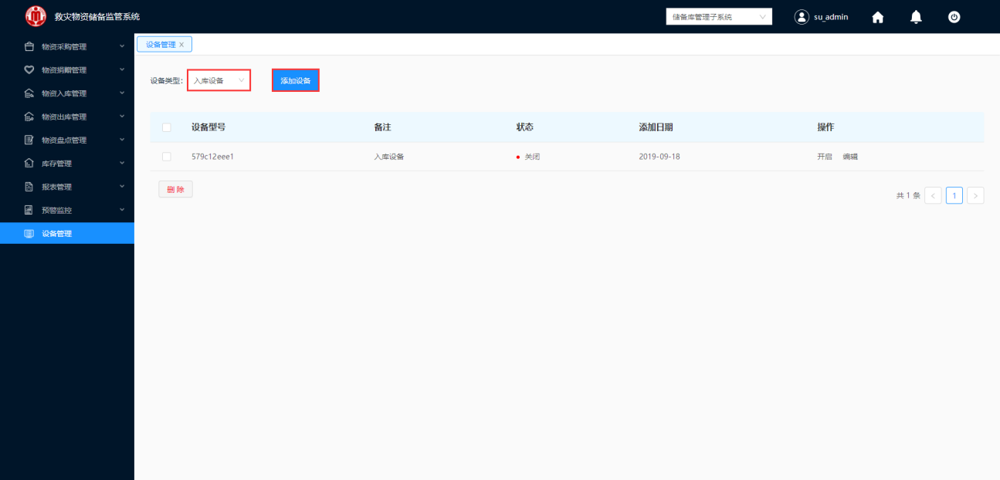 救灾物资储备监管系统
储备库管理子系统
su_admin
物资采购管理
物资捐赠管理
物资入库管理
物资出库管理
物资盘点管理
库存管理
报表管理
预警监控
设备管理
设备管理 X
设备类型: 入库设备 添加设备
设备型号 备注 状态 添加日期 操作
579c12eee1 入库设备 关闭 2019-09-18 开启 编辑
删 除
共 1 条 < 1 >